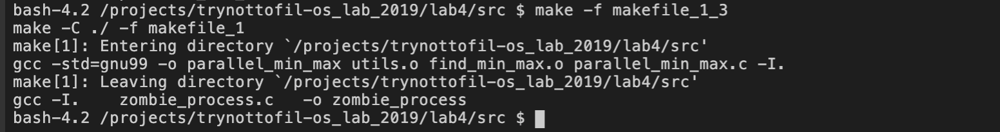 bash-4.2 /projects/trynottofil-os_lab_2019/lab4/src $ make -f makefile_1_3
make -C ./ -f makefile_1
make[1]: Entering directory `/projects/trynottofil-os_lab_2019/lab4/src'
gcc -std=gnu99 -o parallel_min_max utils.o find_min_max.o parallel_min_max.c -I.
make[1]: Leaving directory `/projects/trynottofil-os_lab_2019/lab4/src'
gcc -I.    zombie_process.c   -o zombie_process
bash-4.2 /projects/trynottofil-os_lab_2019/lab4/src $